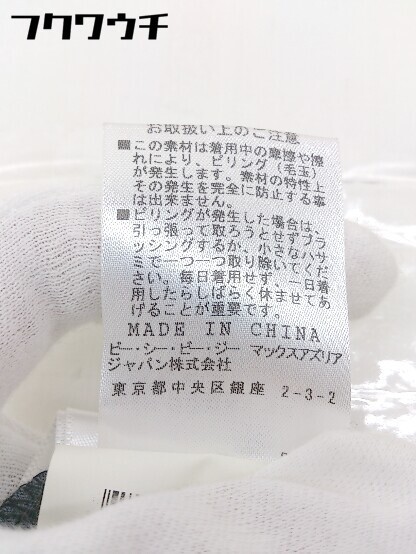 フクワウチ
お取扱い上のご注意
■この素材は着用中の摩擦や擦
れにより、ピリング（毛玉）
が発生します。素材の特性上
その発生を完全に防止する事
は出来ません。
■ピリングが発生した場合は、
引っ張って取ろうとせずブラ
ッシングするか、小さなハサ
ミで一つ一つ取り除いてくだ
さい。毎日着用せず、一日着
用したらしばらく休ませてあ
げることが重要です。
MADE IN CHINA
ビー・シー・ビー・ジー マックスアズリア
ジャパン株式会社
東京都中央区銀座 2-3-2